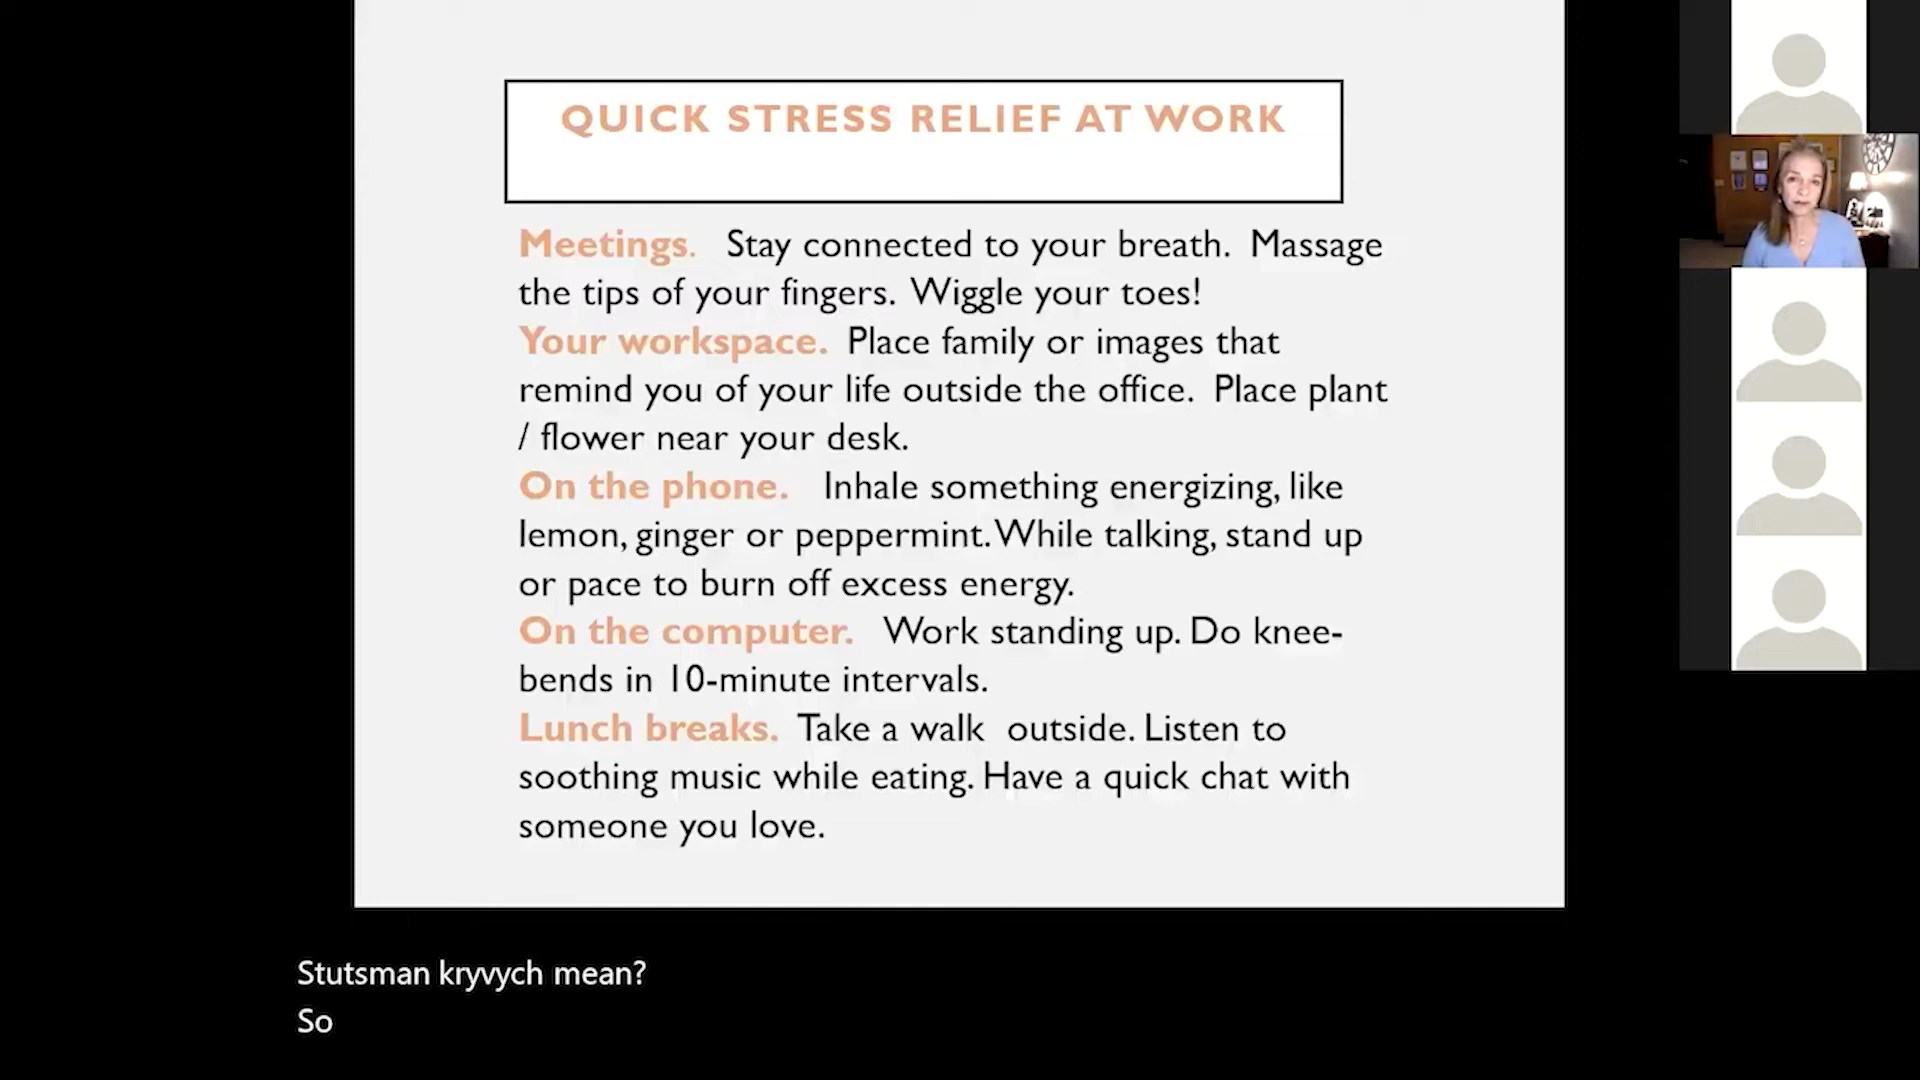 QUICK STRESS RELIEF AT WORK
Meetings. Stay connected to your breath. Massage
the tips of your fingers. Wiggle your toes!
Your workspace. Place family or images that
remind you of your life outside the office. Place plant
/ flower near your desk.
On the phone. Inhale something energizing, like
lemon, ginger or peppermint. While talking, stand up
or pace to burn off excess energy.
On the computer. Work standing up. Do knee-
bends in 10-minute intervals.
Lunch breaks. Take a walk outside. Listen to
soothing music while eating. Have a quick chat with
someone you love.
Stutsman kryvych mean?
So